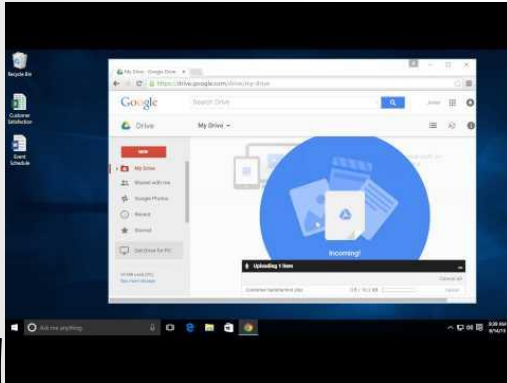 Recycle Bin
Customer
Satisfaction
Event
Schedule
My Drive - Google Drive
https://drive.google.com/drive/my-drive
Google
Search Drive
Drive
My Drive
NEW
My Drive
Shared with me
Google Photos
Recent
Starred
Get Drive for PC
Incoming!
Uploading 1 item
Cancel all
Ask me anything